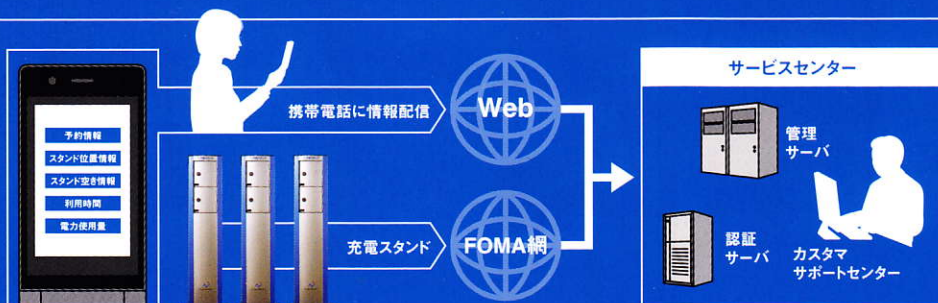 予約情報
スタンド位置情報
スタンド空き情報
利用時間
電力使用量
携帯電話に情報配信
Web
充電スタンド
FOMA網
サービスセンター
管理
サーバ
認証
サーバ
カスタマ
サポートセンター